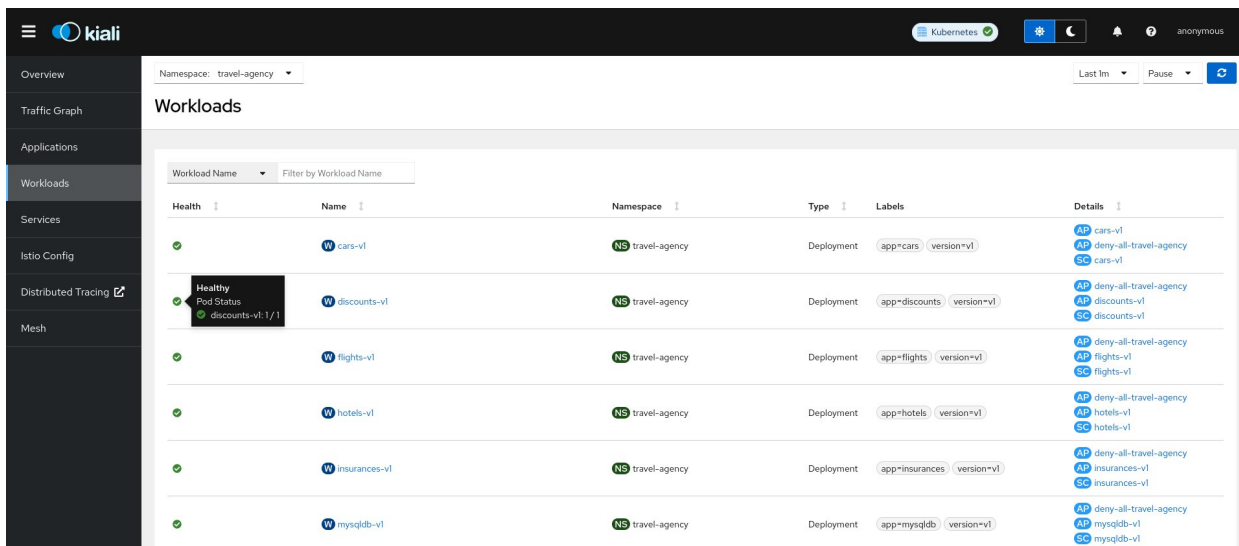 kiali
Kubernetes
anonymous
Overview
Traffic Graph
Applications
Workloads
Services
Istio Config
Distributed Tracing
Mesh
Namespace: travel-agency
Last 1m
Pause
Workloads
Workload Name
Filter by Workload Name
Health Name Namespace Type Labels Details
W cars-v1 NS travel-agency Deployment app=cars version=v1
AP cars-v1
AP deny-all-travel-agency
SC cars-v1
Healthy
Pod Status
discounts-v1: 1 / 1
W discounts-v1 NS travel-agency Deployment app=discounts version=v1
AP deny-all-travel-agency
AP discounts-v1
SC discounts-v1
W flights-v1 NS travel-agency Deployment app=flights version=v1
AP deny-all-travel-agency
AP flights-v1
SC flights-v1
W hotels-v1 NS travel-agency Deployment app=hotels version=v1
AP deny-all-travel-agency
AP hotels-v1
SC hotels-v1
W insurances-v1 NS travel-agency Deployment app=insurances version=v1
AP deny-all-travel-agency
AP insurances-v1
SC insurances-v1
W mysqldb-v1 NS travel-agency Deployment app=mysqldb version=v1
AP deny-all-travel-agency
AP mysqldb-v1
SC mysqldb-v1